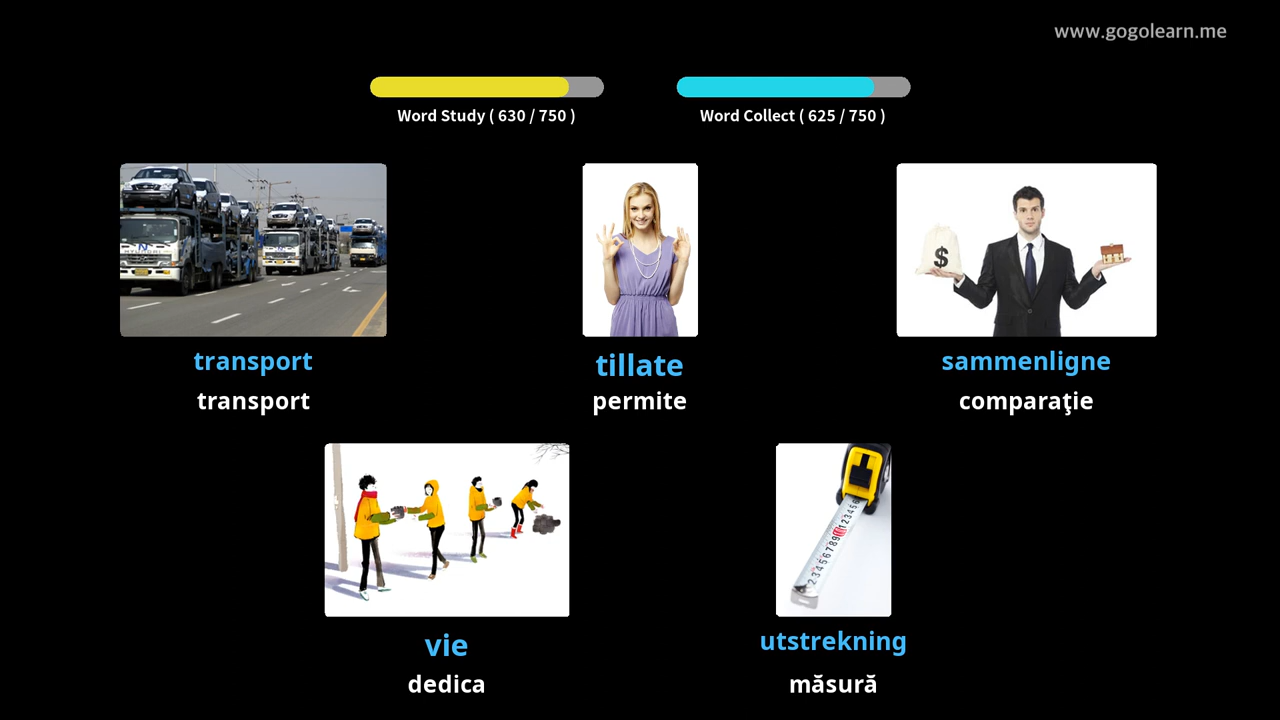 www.gogolearn.me
Word Study ( 630 / 750 )
Word Collect ( 625 / 750 )
$
transport
tillate
sammenligne
transport
permite
comparaţie
vie
utstrekning
dedica
măsură